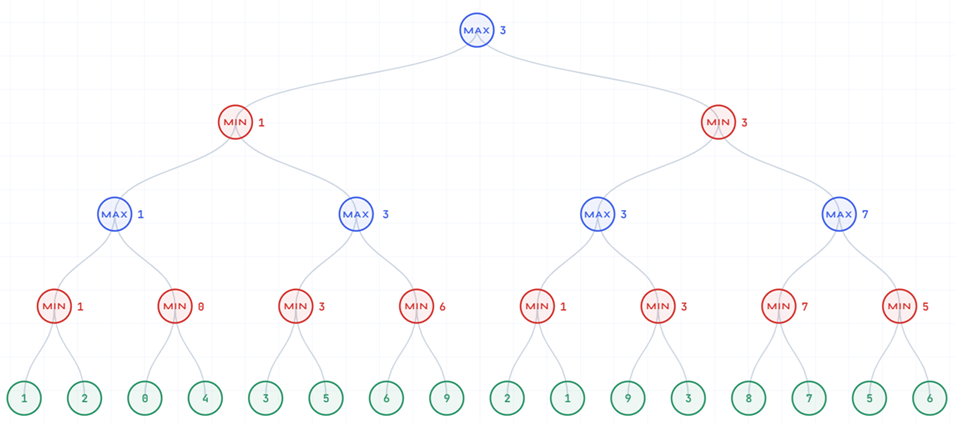 MAX 3
MIN 1 MIN 3
MAX 1 MAX 3 MAX 3 MAX 7
MIN 1 MIN 0 MIN 3 MIN 6 MIN 1 MIN 3 MIN 7 MIN 5
1 2 0 4 3 5 6 9 2 1 9 3 8 7 5 6